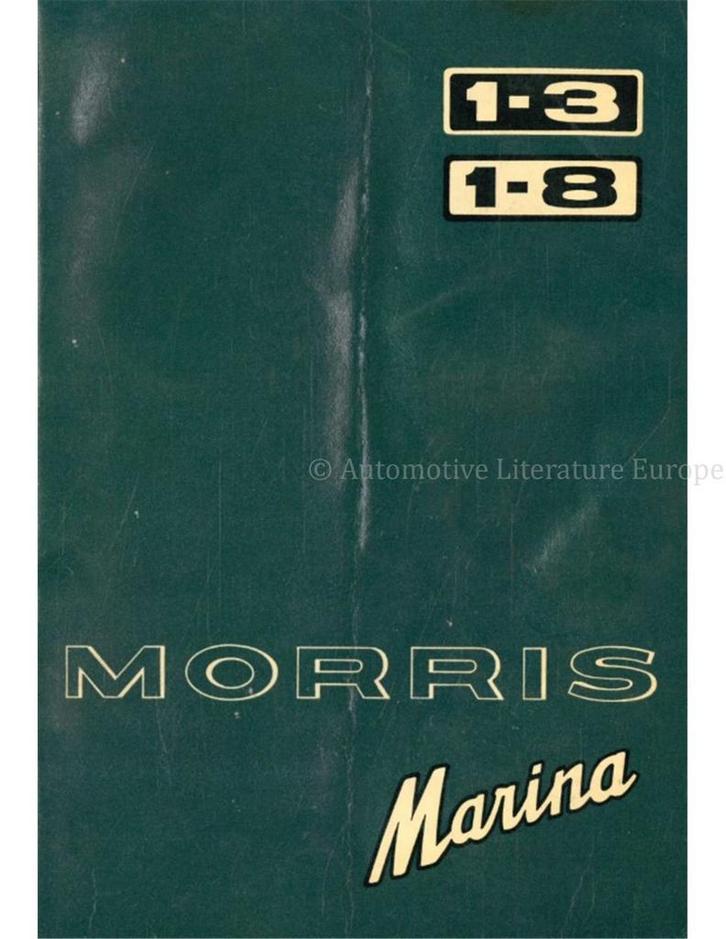 1-3
1-8
© Automotive Literature Europe
MORRIS
Marina